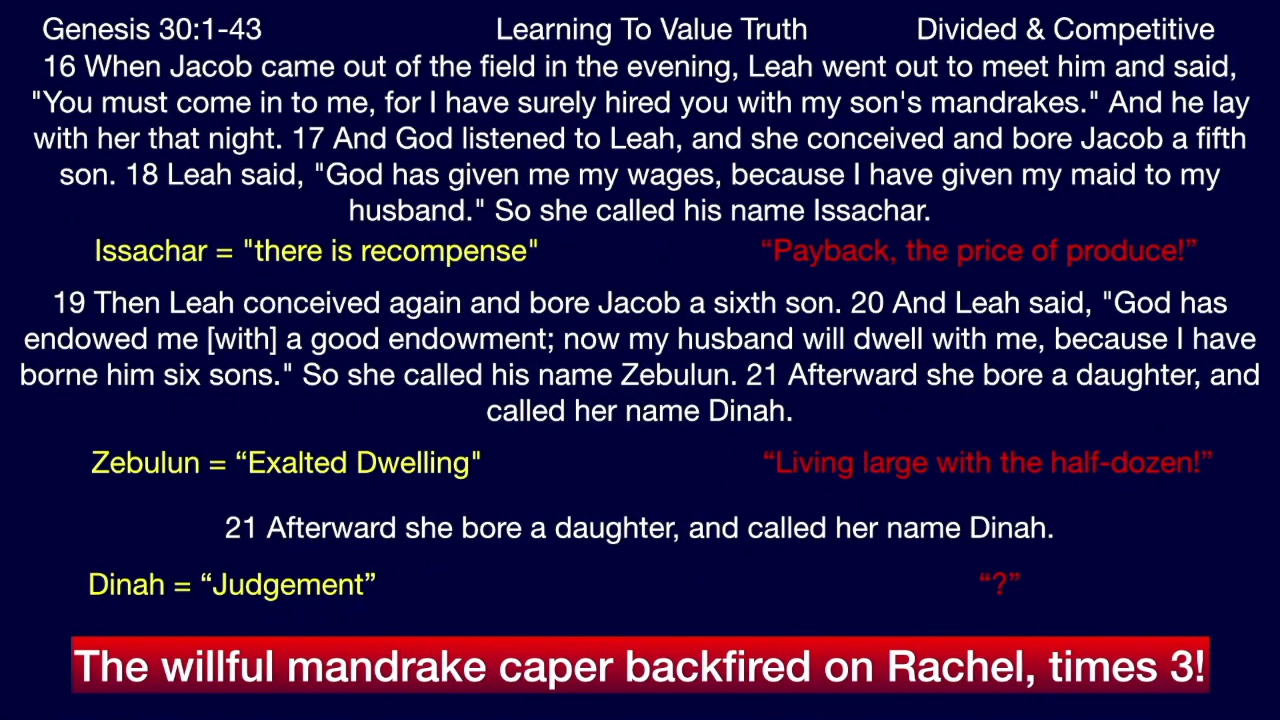 Genesis 30:1-43 Learning To Value Truth Divided & Competitive
16 When Jacob came out of the field in the evening, Leah went out to meet him and said,
"You must come in to me, for I have surely hired you with my son's mandrakes." And he lay
with her that night. 17 And God listened to Leah, and she conceived and bore Jacob a fifth
son. 18 Leah said, "God has given me my wages, because I have given my maid to my
husband." So she called his name Issachar.
Issachar = "there is recompense" “Payback, the price of produce!”
19 Then Leah conceived again and bore Jacob a sixth son. 20 And Leah said, "God has
endowed me [with] a good endowment; now my husband will dwell with me, because I have
borne him six sons." So she called his name Zebulun. 21 Afterward she bore a daughter, and
called her name Dinah.
Zebulun = “Exalted Dwelling" “Living large with the half-dozen!”
21 Afterward she bore a daughter, and called her name Dinah.
Dinah = “Judgement” “?”
The willful mandrake caper backfired on Rachel, times 3!